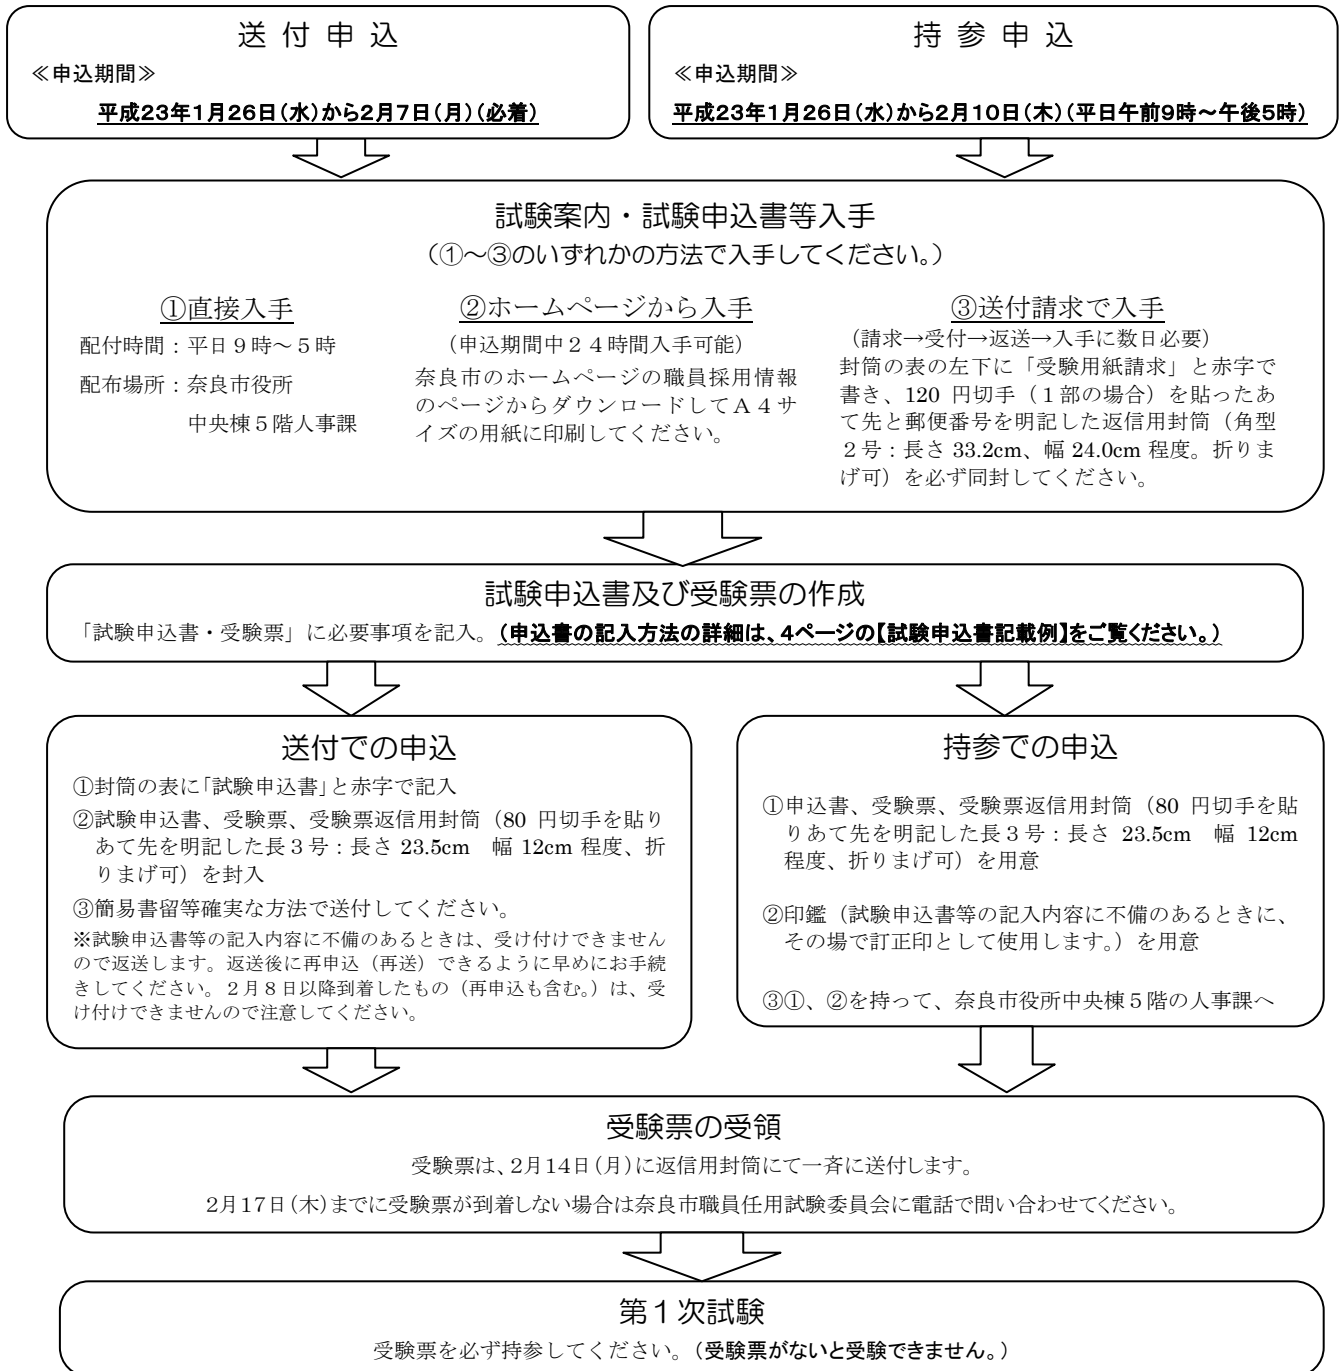 送 付 申 込
≪申込期間≫
平成23年1月26日(水)から2月7日(月)(必着)
持 参 申 込
≪申込期間≫
平成23年1月26日(水)から2月10日(木)(平日午前9時～午後5時)
試験案内・試験申込書等入手
（①～③のいずれかの方法で入手してください。）
①直接入手
配付時間：平日９時～５時
配布場所：奈良市役所
中央棟５階人事課
②ホームページから入手
（申込期間中２４時間入手可能）
奈良市のホームページの職員採用情報
のページからダウンロードしてＡ４サ
イズの用紙に印刷してください。
③送付請求で入手
（請求→受付→返送→入手に数日必要）
封筒の表の左下に「受験用紙請求」と赤字で
書き、120 円切手（１部の場合）を貼ったあ
て先と郵便番号を明記した返信用封筒（角型
２号：長さ 33.2cm、幅 24.0cm 程度。折りま
げ可）を必ず同封してください。
試験申込書及び受験票の作成
「試験申込書・受験票」に必要事項を記入。（申込書の記入方法の詳細は、4ページの【試験申込書記載例】をご覧ください。）
送付での申込
①封筒の表に「試験申込書」と赤字で記入
②試験申込書、受験票、受験票返信用封筒（80 円切手を貼り
あて先を明記した長３号：長さ 23.5cm　幅 12cm 程度、折
りまげ可）を封入
③簡易書留等確実な方法で送付してください。
※試験申込書等の記入内容に不備のあるときは、受け付けできません
ので返送します。返送後に再申込（再送）できるように早めにお手続
きしてください。２月８日以降到着したもの（再申込も含む。）は、受
け付けできませんので注意してください。
持参での申込
①申込書、受験票、受験票返信用封筒（80 円切手を貼
りあて先を明記した長３号：長さ 23.5cm　幅 12cm
程度、折りまげ可）を用意
②印鑑（試験申込書等の記入内容に不備のあるときに、
その場で訂正印として使用します。）を用意
③①、②を持って、奈良市役所中央棟５階の人事課へ
受験票の受領
受験票は、2月14日(月)に返信用封筒にて一斉に送付します。
2月17日(木)までに受験票が到着しない場合は奈良市職員任用試験委員会に電話で問い合わせてください。
第１次試験
受験票を必ず持参してください。（受験票がないと受験できません。）